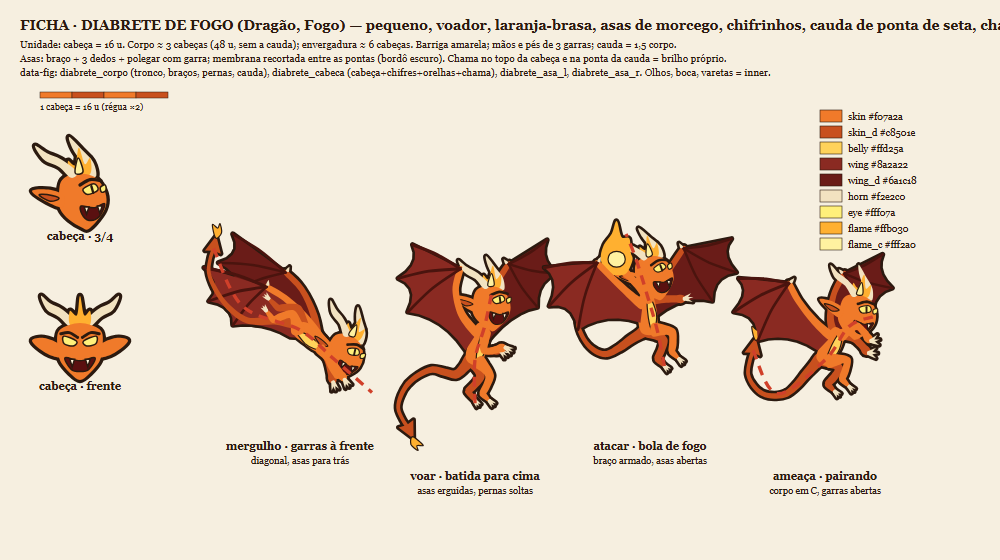 FICHA · DIABRETE DE FOGO (Dragão, Fogo) — pequeno, voador, laranja-brasa, asas de morcego, chifrinhos, cauda de ponta de seta, cha
Unidade: cabeça = 16 u. Corpo ≈ 3 cabeças (48 u, sem a cauda); envergadura ≈ 6 cabeças. Barriga amarela; mãos e pés de 3 garras; cauda = 1,5 corpo.
Asas: braço + 3 dedos + polegar com garra; membrana recortada entre as pontas (bordô escuro). Chama no topo da cabeça e na ponta da cauda = brilho próprio.
data-fig: diabrete_corpo (tronco, braços, pernas, cauda), diabrete_cabeca (cabeça+chifres+orelhas+chama), diabrete_asa_l, diabrete_asa_r. Olhos, boca, varetas = inner.
1 cabeça = 16 u (régua ×2)
skin #f07a2a
skin_d #c8501e
belly #ffd25a
wing #8a2a22
wing_d #6a1c18
horn #f2e2c0
eye #fff07a
flame #ffb030
flame_c #fff2a0
cabeça · 3/4
cabeça · frente
mergulho · garras à frente
diagonal, asas para trás
voar · batida para cima
asas erguidas, pernas soltas
atacar · bola de fogo
braço armado, asas abertas
ameaça · pairando
corpo em C, garras abertas